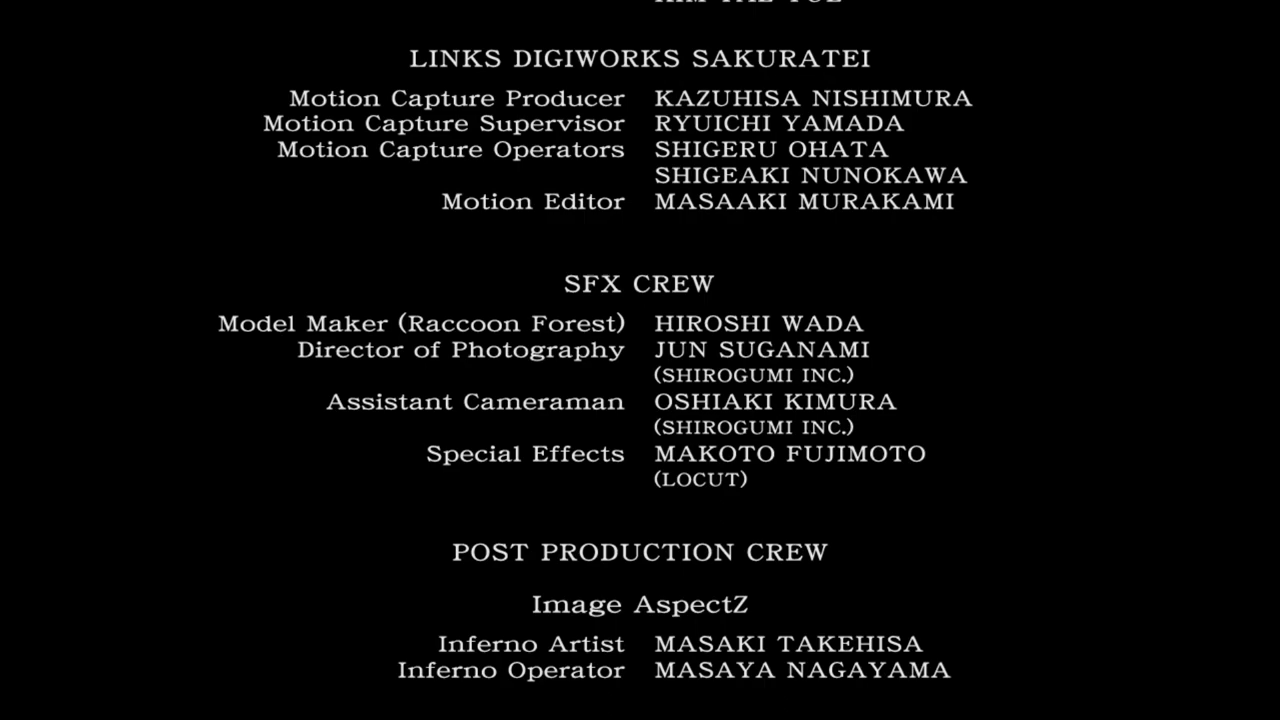 LINKS DIGIWORKS SAKURATEI
Motion Capture Producer KAZUHISA NISHIMURA
Motion Capture Supervisor RYUICHI YAMADA
Motion Capture Operators SHIGERU OHATA
SHIGEAKI NUNOKAWA
Motion Editor MASAAKI MURAKAMI
SFX CREW
Model Maker (Raccoon Forest) HIROSHI WADA
Director of Photography JUN SUGANAMI
(SHIROGUMI INC.)
Assistant Cameraman OSHIAKI KIMURA
(SHIROGUMI INC.)
Special Effects MAKOTO FUJIMOTO
(LOCUT)
POST PRODUCTION CREW
Image AspectZ
Inferno Artist MASAKI TAKEHISA
Inferno Operator MASAYA NAGAYAMA